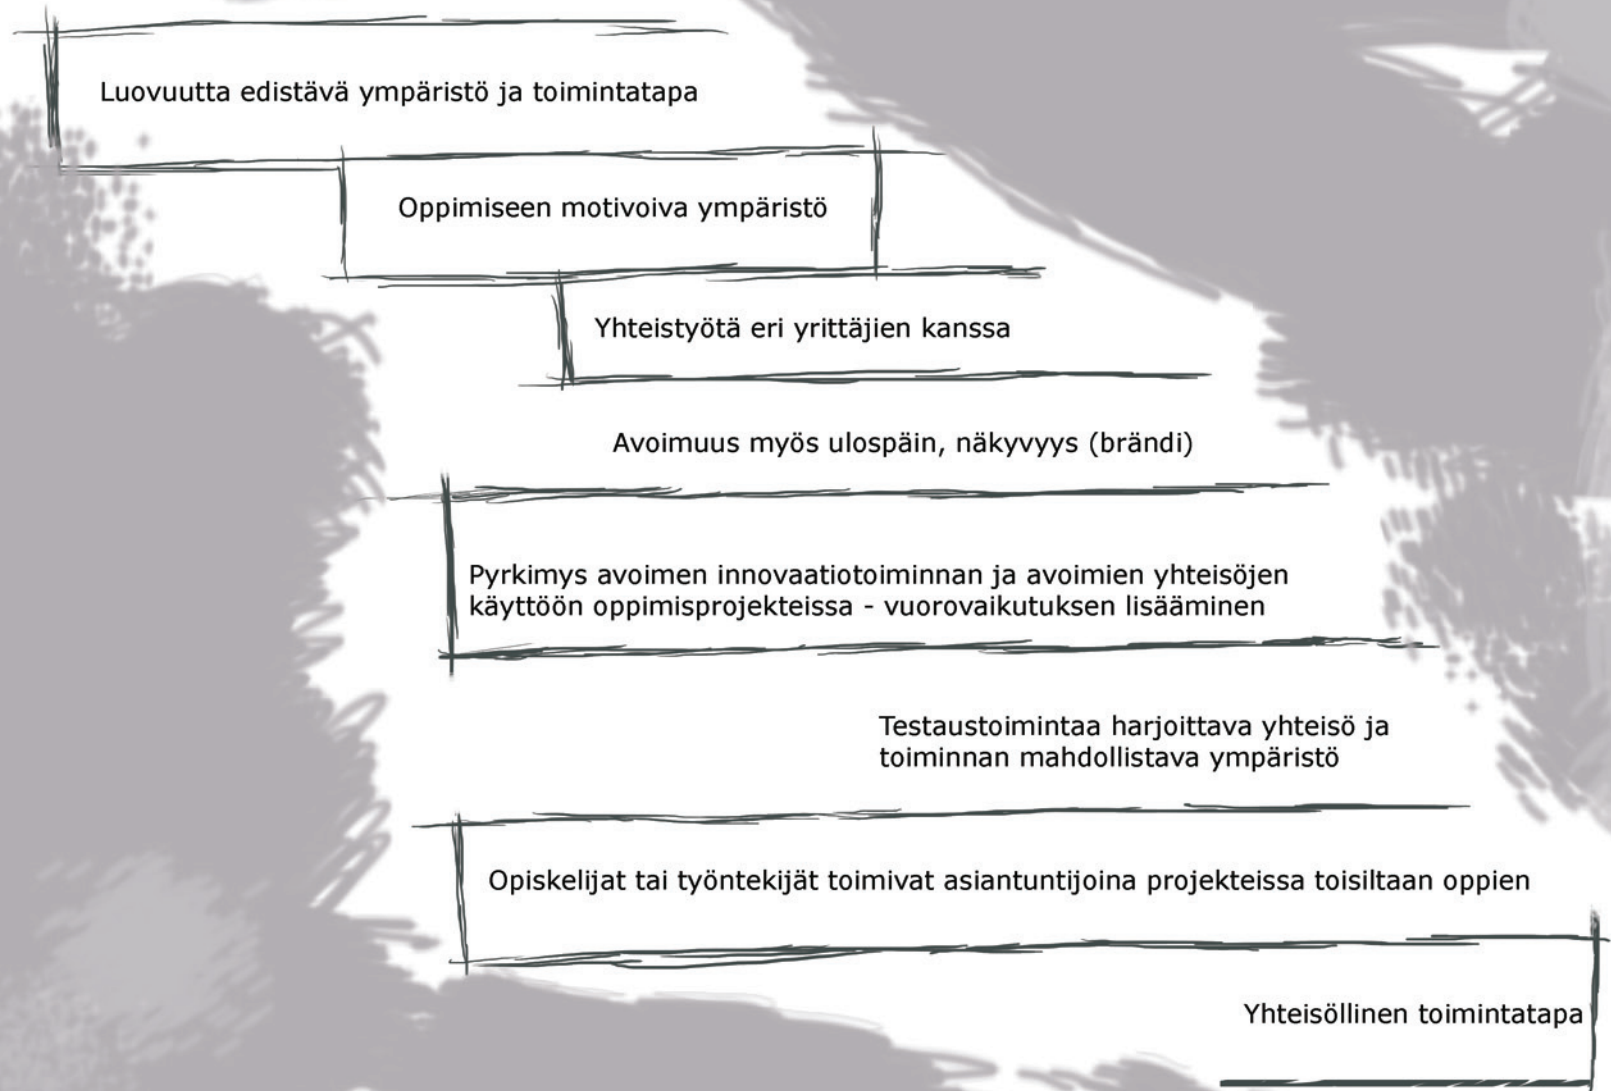 Luovuutta edistävä ympäristö ja toimintatapa
Oppimiseen motivoiva ympäristö
Yhteistyötä eri yrittäjien kanssa
Avoimuus myös ulospäin, näkyvyys (brändi)
Pyrkimys avoimen innovaatiotoiminnan ja avoimien yhteisöjen
käyttöön oppimisprojekteissa - vuorovaikutuksen lisääminen
Testaustoimintaa harjoittava yhteisö ja
toiminnan mahdollistava ympäristö
Opiskelijat tai työntekijät toimivat asiantuntijoina projekteissa toisiltaan oppien
Yhteisöllinen toimintatapa